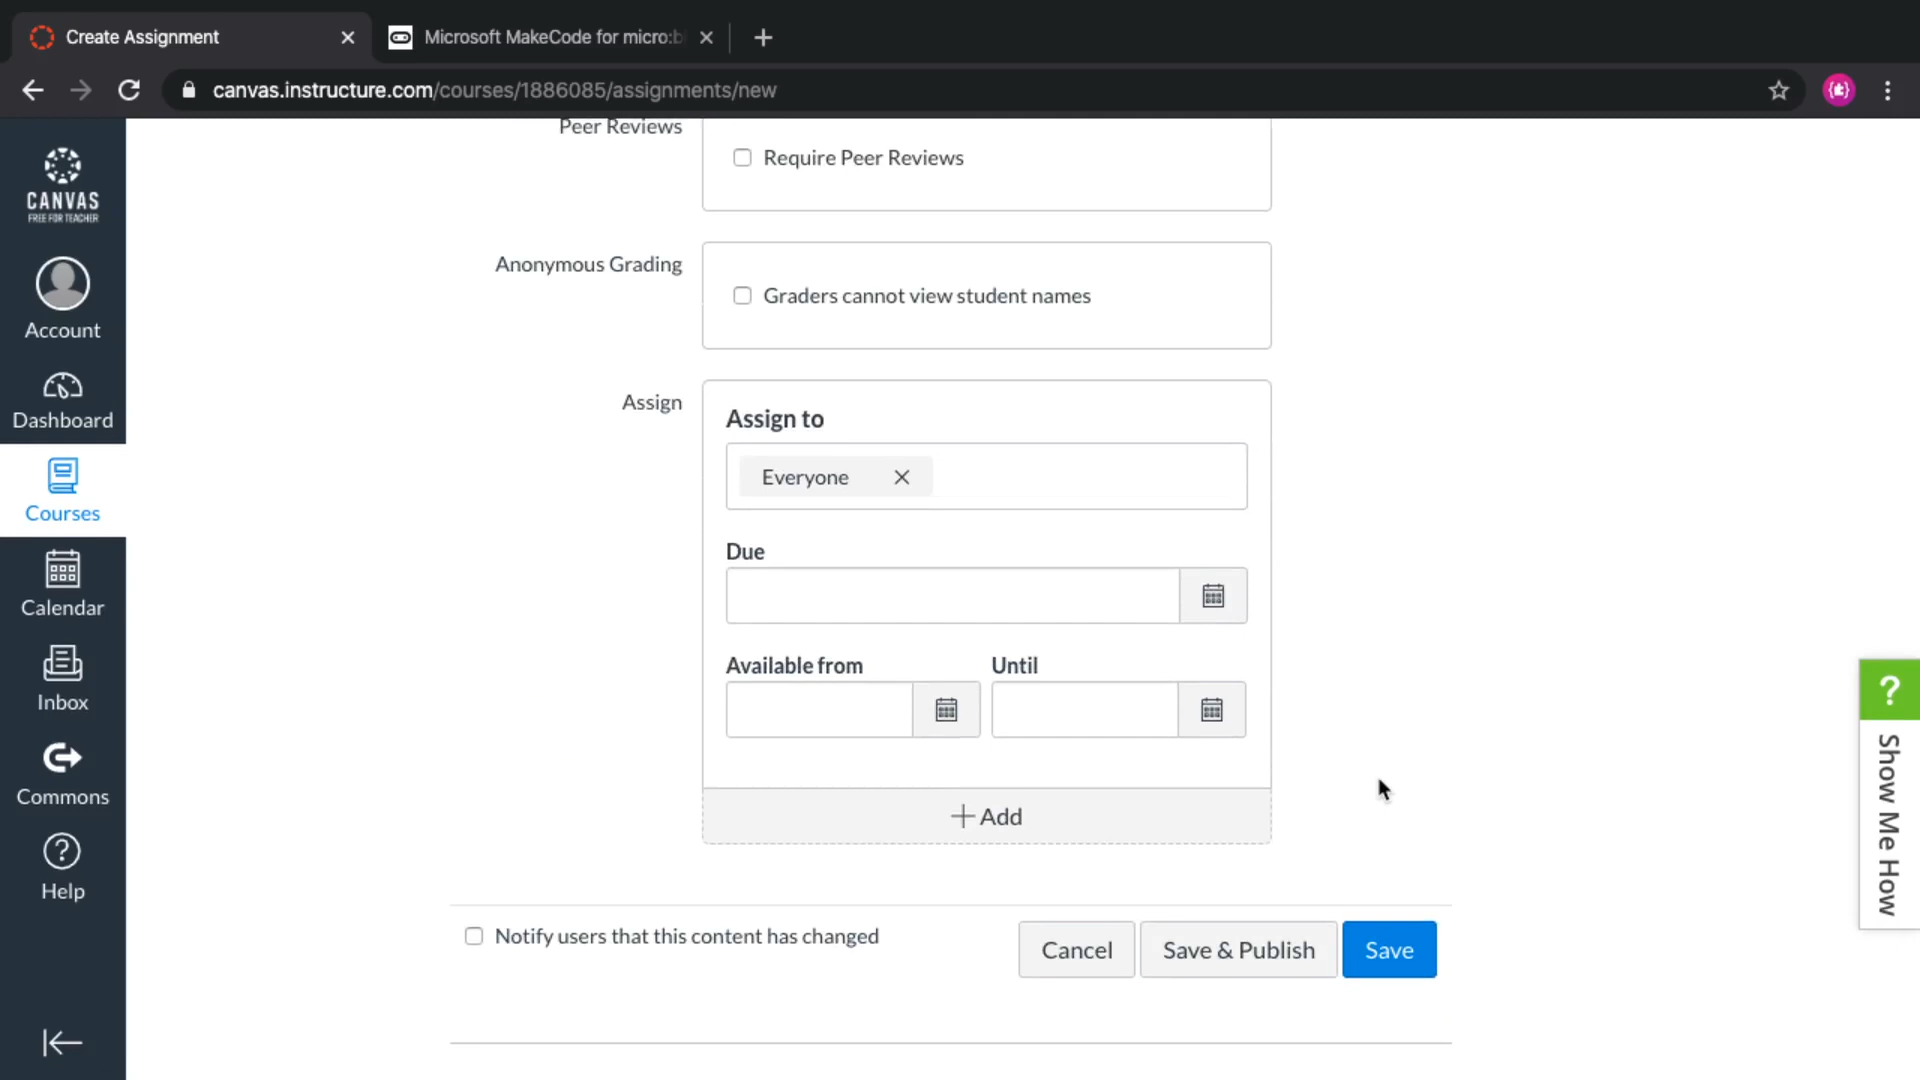 Create Assignment
Microsoft MakeCode for micro:b
canvas.instructure.com/courses/1886085/assignments/new
CANVAS
FREE FOR TEACHER
Account
Dashboard
Courses
Calendar
Inbox
Commons
Help
Peer Reviews
Require Peer Reviews
Anonymous Grading
Graders cannot view student names
Assign
Assign to
Everyone
Due
Available from
Until
+ Add
Notify users that this content has changed
Cancel
Save & Publish
Save
?
Show Me How